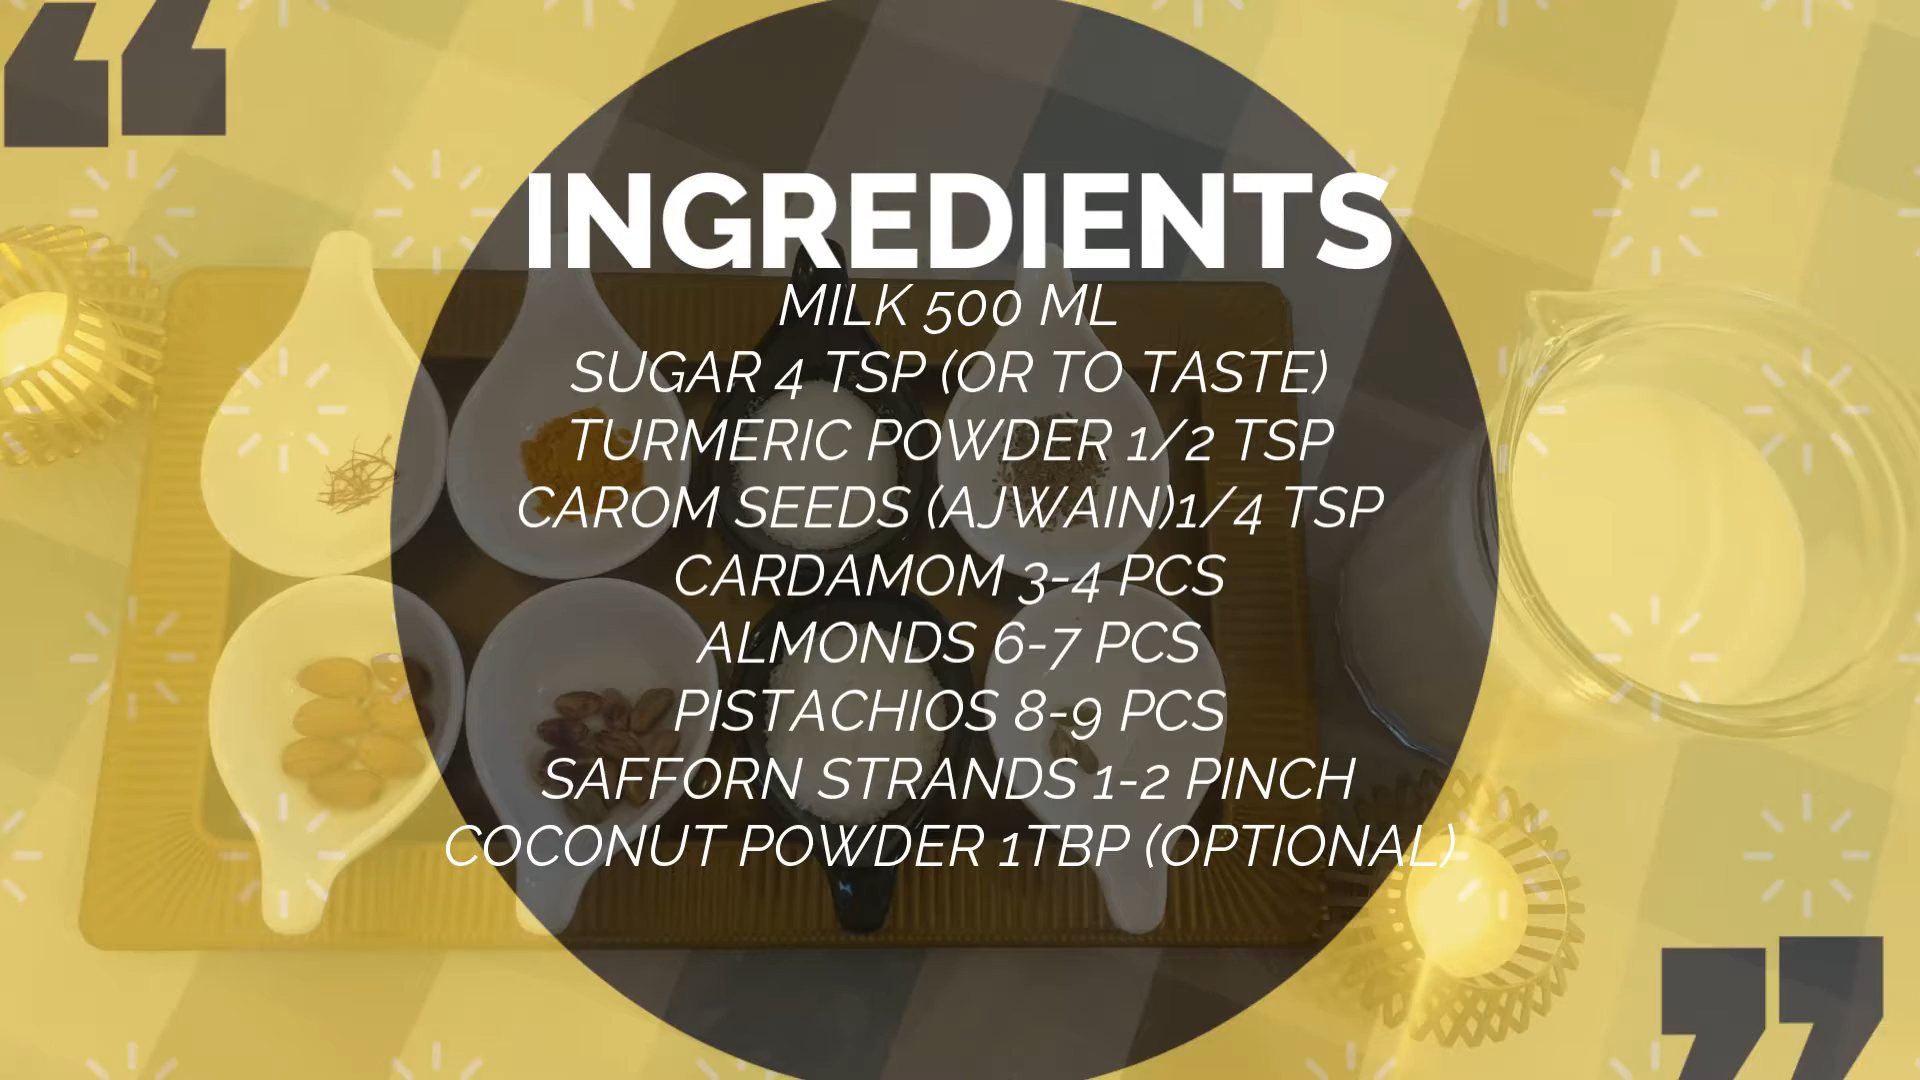 INGREDIENTS
MILK 500 ML
SUGAR 4 TSP (OR TO TASTE)
TURMERIC POWDER 1/2 TSP
CAROM SEEDS (AJWAIN)1/4 TSP
CARDAMOM 3-4 PCS
ALMONDS 6-7 PCS
PISTACHIOS 8-9 PCS
SAFFORN STRANDS 1-2 PINCH
COCONUT POWDER 1TBP (OPTIONAL)